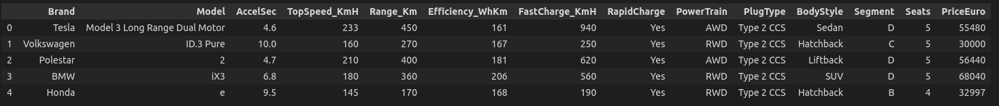 Brand Model AccelSec TopSpeed_KmH Range_Km Efficiency_WhKm FastCharge_KmH RapidCharge PowerTrain PlugType BodyStyle Segment Seats PriceEuro
0 Tesla Model 3 Long Range Dual Motor 4.6 233 450 161 940 Yes AWD Type 2 CCS Sedan D 5 55480
1 Volkswagen ID.3 Pure 10.0 160 270 167 250 Yes RWD Type 2 CCS Hatchback C 5 30000
2 Polestar 2 4.7 210 400 181 620 Yes AWD Type 2 CCS Liftback D 5 56440
3 BMW iX3 6.8 180 360 206 560 Yes RWD Type 2 CCS SUV D 5 68040
4 Honda e 9.5 145 170 168 190 Yes RWD Type 2 CCS Hatchback B 4 32997